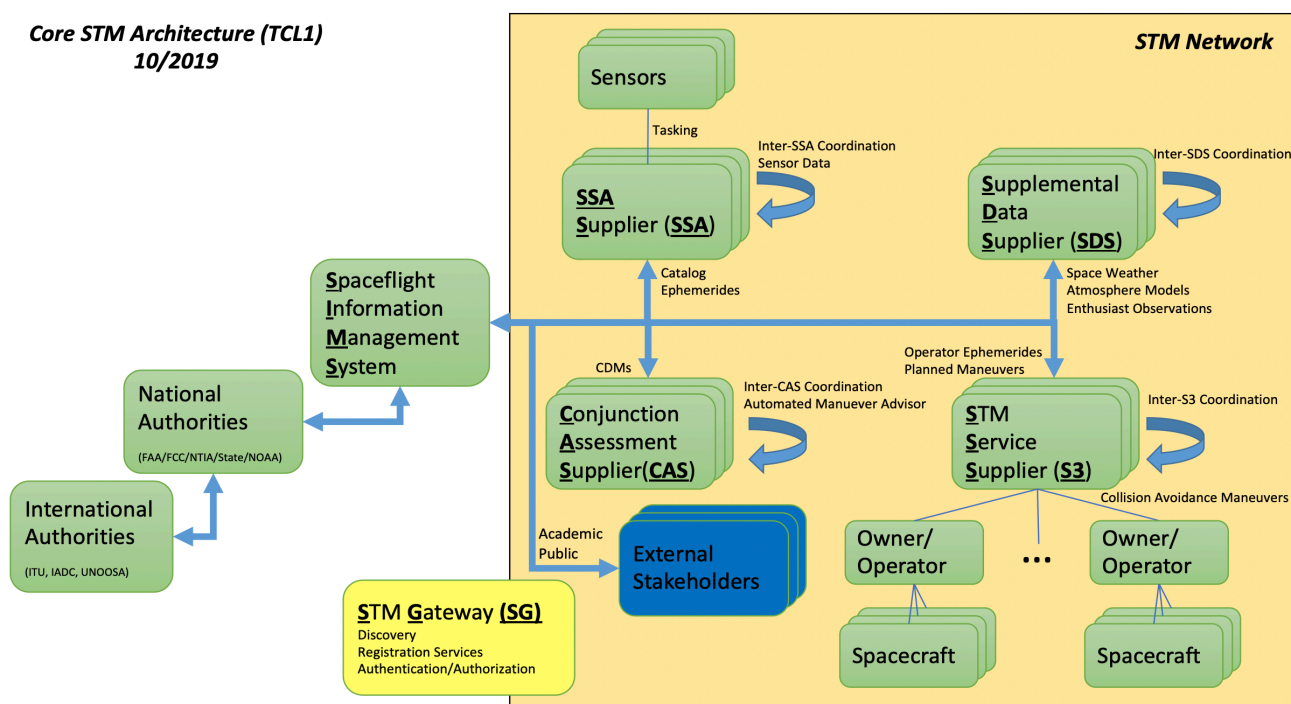 Core STM Architecture (TCL1)
10/2019
STM Network
Sensors
Tasking
Inter-SSA Coordination
Sensor Data
SSA
Supplier (SSA)
Inter-SDS Coordination
Supplemental
Data
Supplier (SDS)
Catalog
Ephemerides
Space Weather
Atmosphere Models
Enthusiast Observations
Spaceflight
Information
Management
System
National
Authorities
(FAA/FCC/NTIA/State/NOAA)
International
Authorities
(ITU, IADC, UNOOSA)
CDMs
Inter-CAS Coordination
Automated Manuever Advisor
Conjunction
Assessment
Supplier(CAS)
Operator Ephemerides
Planned Maneuvers
Inter-S3 Coordination
STM
Service
Supplier (S3)
Collision Avoidance Maneuvers
Academic
Public
External
Stakeholders
Owner/
Operator
...
Owner/
Operator
Spacecraft
Spacecraft
STM Gateway (SG)
Discovery
Registration Services
Authentication/Authorization